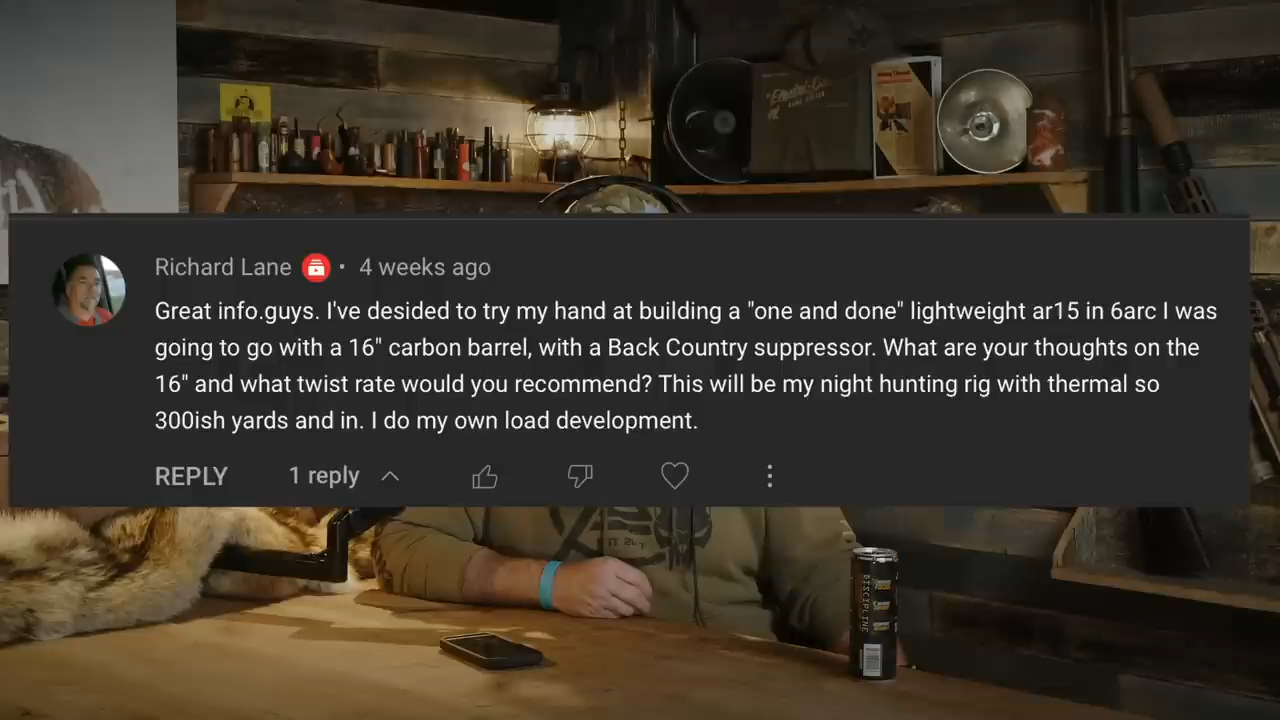 Richard Lane • 4 weeks ago
Great info.guys. I've desided to try my hand at building a "one and done" lightweight ar15 in 6arc I was
going to go with a 16" carbon barrel, with a Back Country suppressor. What are your thoughts on the
16" and what twist rate would you recommend? This will be my night hunting rig with thermal so
300ish yards and in. I do my own load development.
REPLY 1 reply
DISCIPLINE